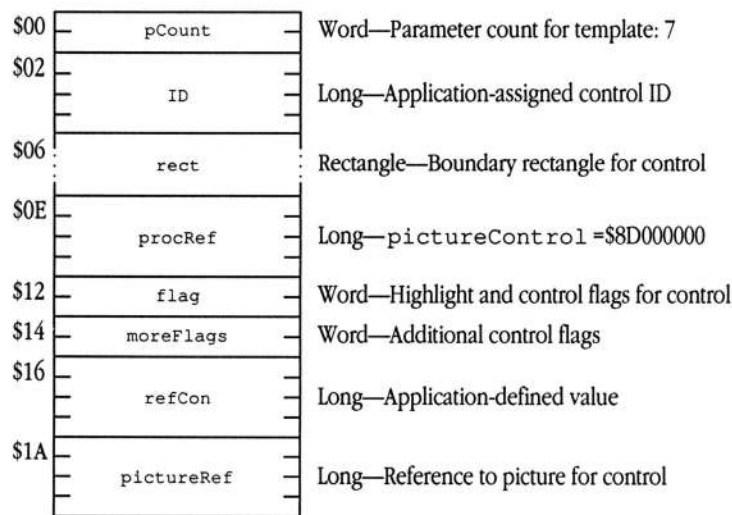 $00 pCount Word—Parameter count for template: 7
$02
ID Long—Application-assigned control ID
$06
rect Rectangle—Boundary rectangle for control
$0E
procRef Long—pictureControl =$8D000000
$12 flag Word—Highlight and control flags for control
$14 moreFlags Word—Additional control flags
$16
refCon Long—Application-defined value
$1A
pictureRef Long—Reference to picture for control